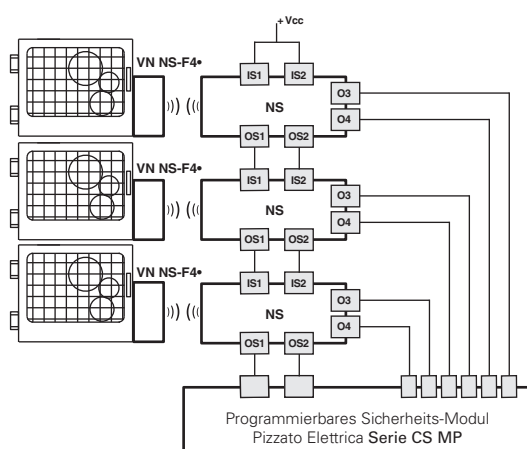 +Vcc
VN NS-F4•
IS1 IS2
NS
O3
O4
OS1 OS2
VN NS-F4•
IS1 IS2
NS
O3
O4
OS1 OS2
VN NS-F4•
IS1 IS2
NS
O3
O4
OS1 OS2
Programmierbares Sicherheits-Modul
Pizzato Elettrica Serie CS MP